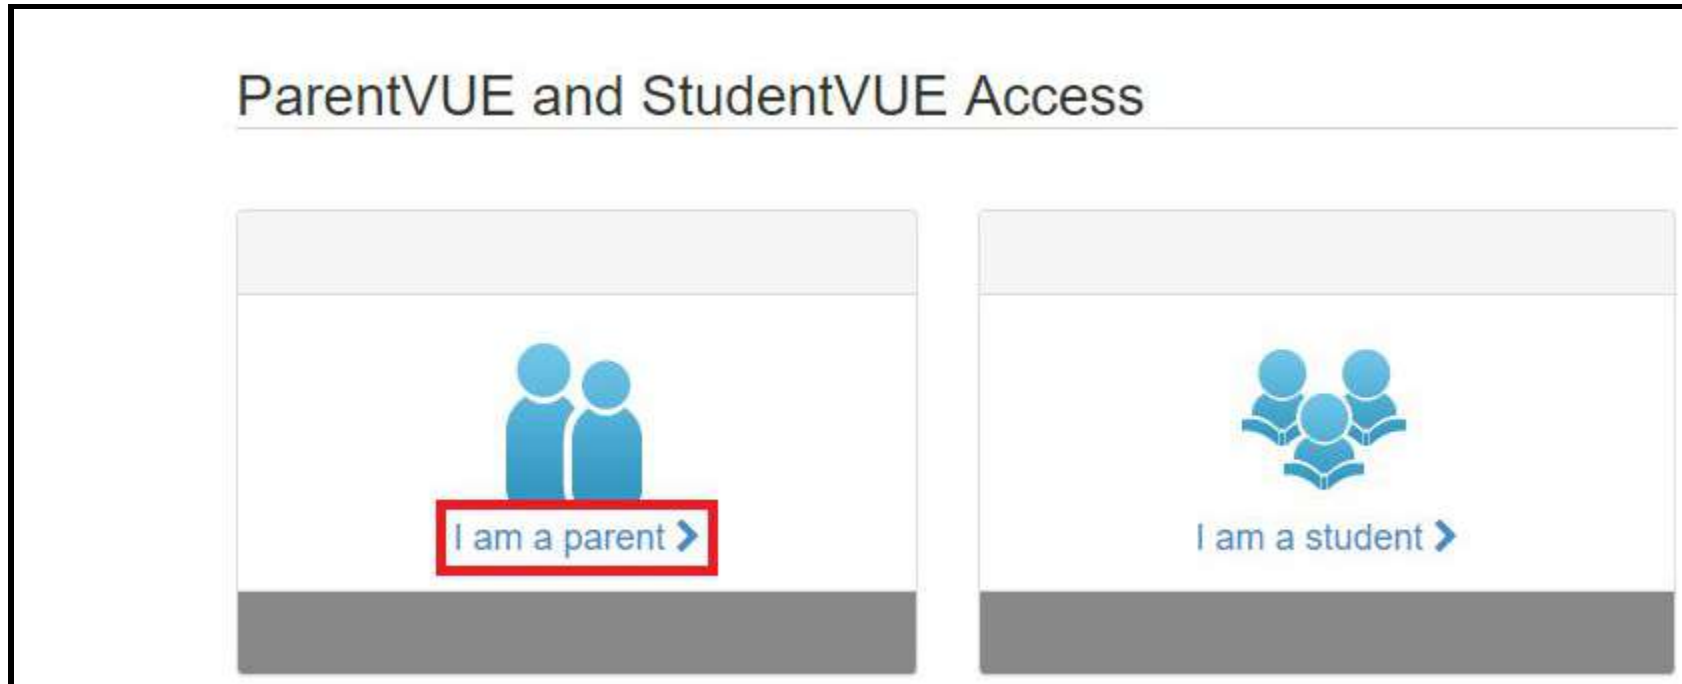 ParentVUE and StudentVUE Access
I am a parent
I am a student